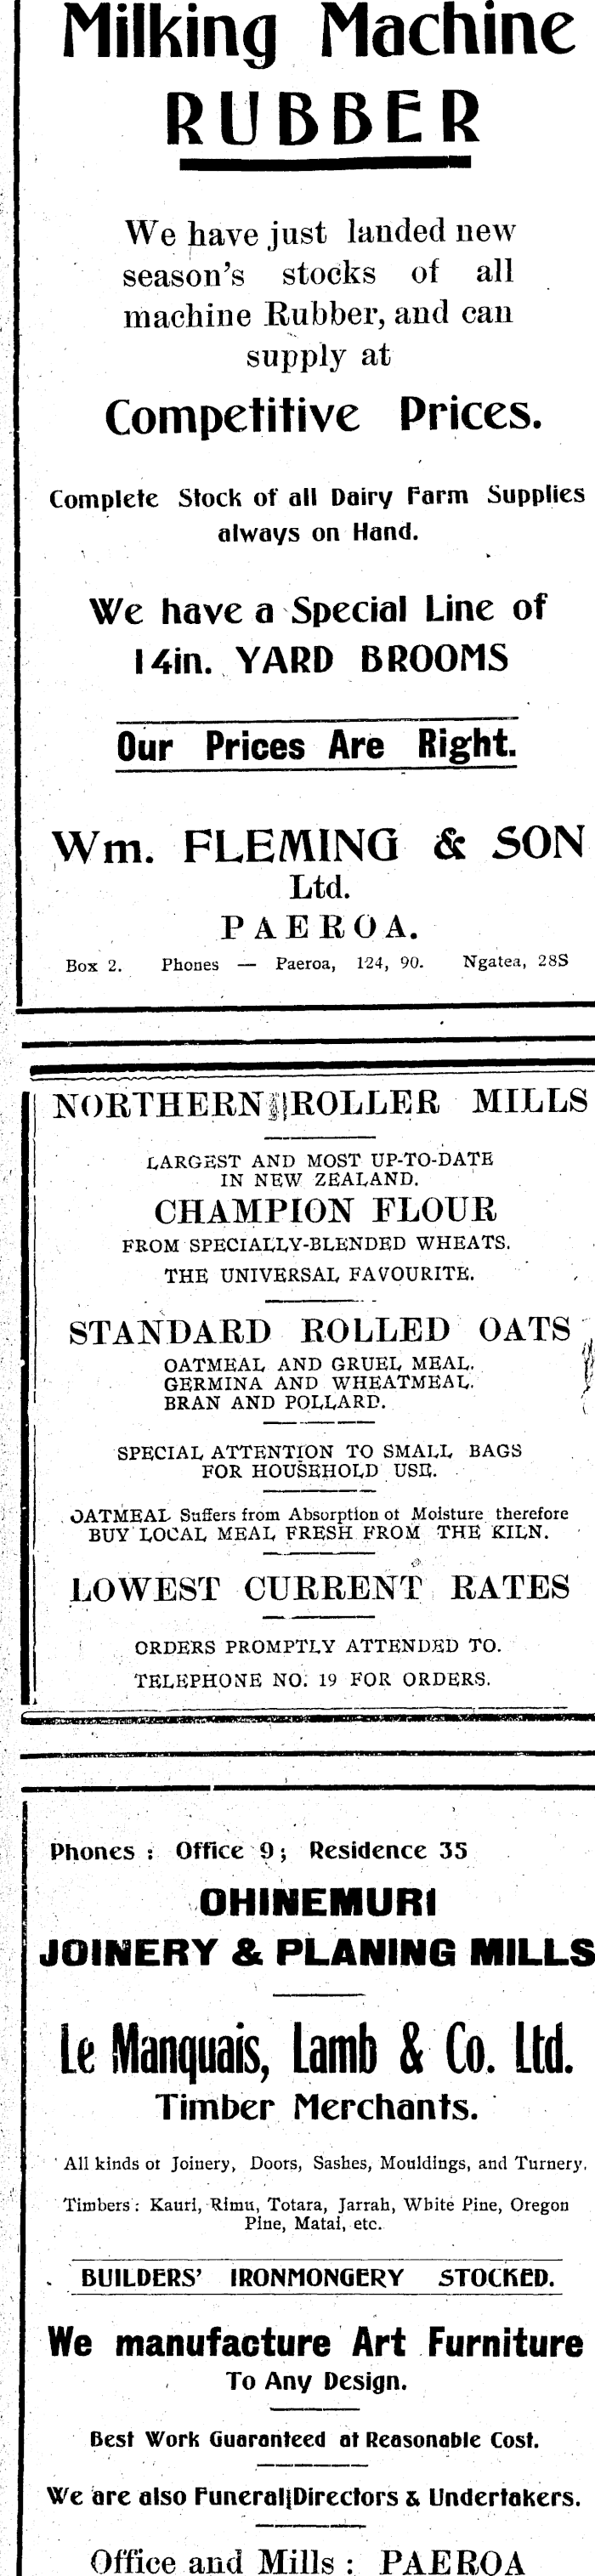 Milking Machine
RUBBER
We have just landed new
season's stocks of all
machine Rubber, and can
supply at
Competitive Prices.
Complete Stock of all Dairy Farm Supplies
always on Hand.
We have a Special Line of
14in. YARD BROOMS
Our Prices Are Right.
Wm. FLEMING & SON
Ltd.
PAEROA.
Box 2. Phones — Paeroa, 124, 90. Ngatea, 28S
NORTHERN ROLLER MILLS
LARGEST AND MOST UP-TO-DATE
IN NEW ZEALAND.
CHAMPION FLOUR
FROM SPECIALLY-BLENDED WHEATS.
THE UNIVERSAL FAVOURITE.
STANDARD ROLLED OATS
OATMEAL AND GRUEL MEAL.
GERMINA AND WHEATMEAL.
BRAN AND POLLARD.
SPECIAL ATTENTION TO SMALL BAGS
FOR HOUSEHOLD USE.
OATMEAL Suffers from Absorption of Moisture therefore
BUY LOCAL MEAL FRESH FROM THE KILN.
LOWEST CURRENT RATES
ORDERS PROMPTLY ATTENDED TO.
TELEPHONE NO. 19 FOR ORDERS.
Phones : Office 9; Residence 35
OHINEMURI
JOINERY & PLANING MILLS
Le Manquais, Lamb & Co. Ltd.
Timber Merchants.
All kinds of Joinery, Doors, Sashes, Mouldings, and Turnery.
Timbers: Kauri, Rimu, Totara, Jarrah, White Pine, Oregon
Pine, Matai, etc.
BUILDERS' IRONMONGERY STOCKED.
We manufacture Art Furniture
To Any Design.
Best Work Guaranteed at Reasonable Cost.
We are also Funeral Directors & Undertakers.
Office and Mills : PAEROA